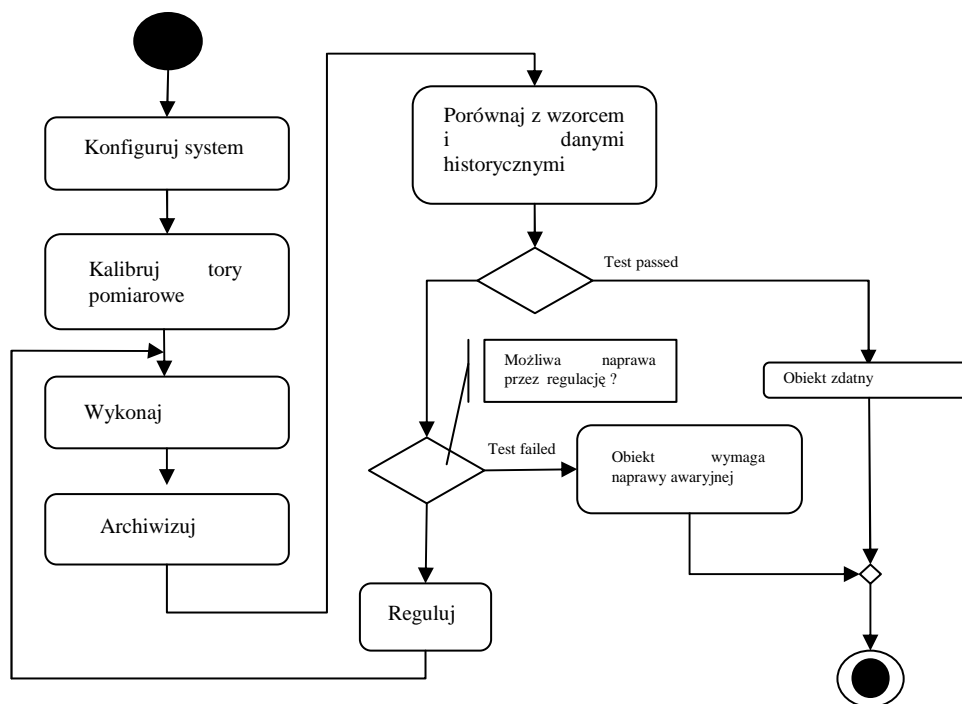 Konfiguruj system
Kalibruj tory
pomiarowe
Wykonaj
Archiwizuj
Porównaj z wzorcem
i danymi
historycznymi
Test passed
Możliwa naprawa
przez regulację ?
Obiekt zdatny
Test failed
Obiekt wymaga
naprawy awaryjnej
Reguluj